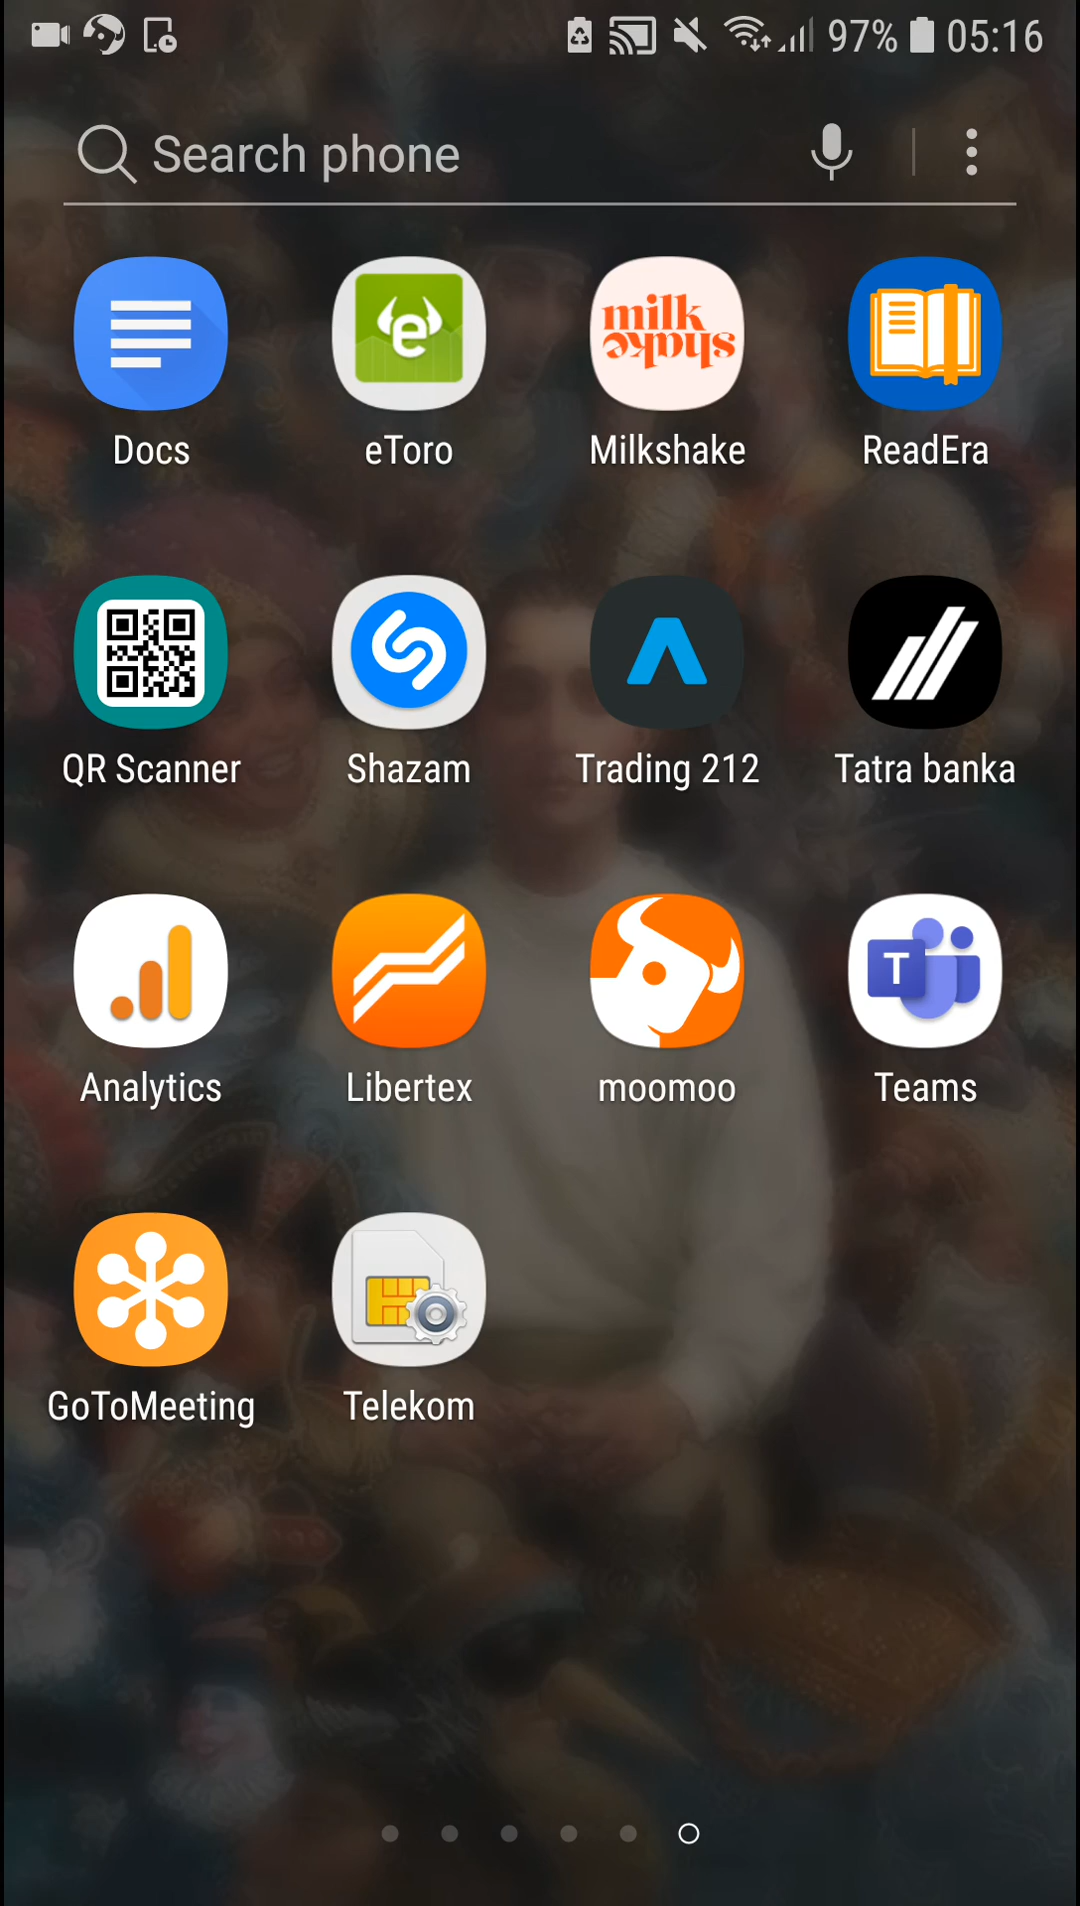 97% 05:16
Search phone
milk
shake
Docs eToro Milkshake ReadEra
QR Scanner Shazam Trading 212 Tatra banka
T
Analytics Libertex moomoo Teams
GoToMeeting Telekom